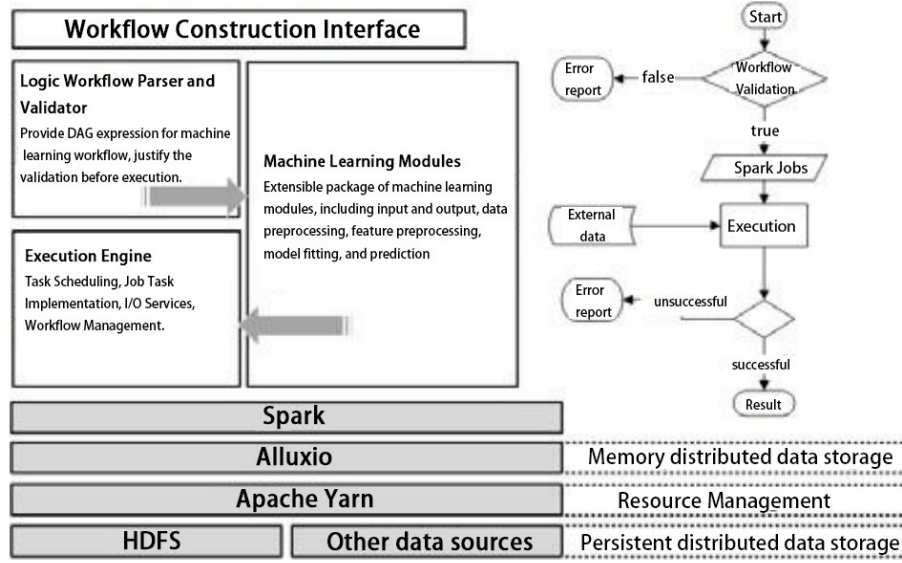 Workflow Construction Interface
Logic Workflow Parser and
Validator
Provide DAG expression for machine
learning workflow, justify the
validation before execution.
Machine Learning Modules
Extensible package of machine learning
modules, including input and output, data
preprocessing, feature preprocessing,
model fitting, and prediction
Execution Engine
Task Scheduling, Job Task
Implementation, I/O Services,
Workflow Management.
Spark
Alluxio
Memory distributed data storage
Apache Yarn
Resource Management
HDFS
Other data sources
Persistent distributed data storage
Start
Workflow
Validation
false
Error
report
true
Spark Jobs
External
data
Execution
unsuccessful
Error
report
successful
Result